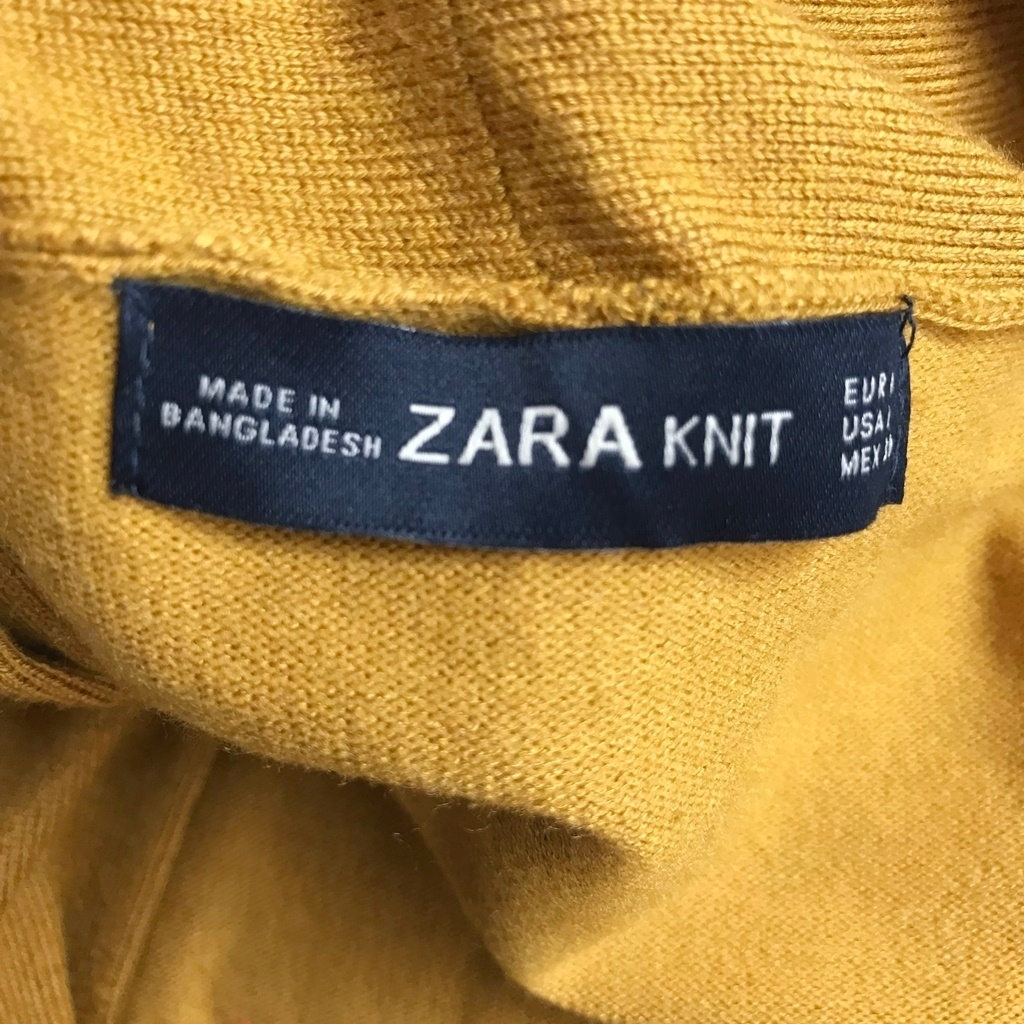 MADE IN
BANGLADESH
ZARA KNIT
EUR
USA
MEX